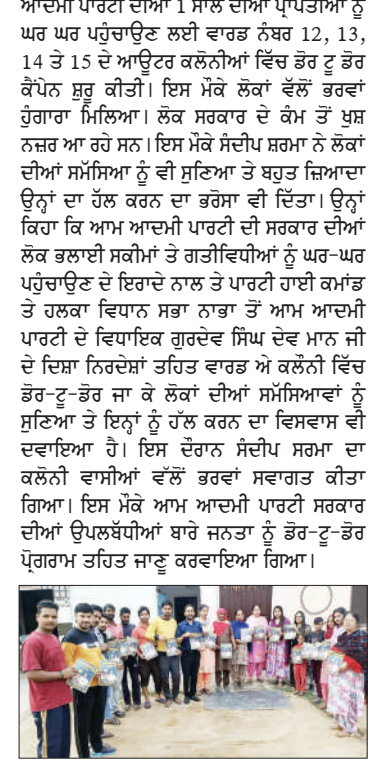 ਆਦਮੀ ਪਾਰਟੀ ਦੀਆਂ 1 ਸਾਲ ਦੀਆਂ ਪ੍ਰਾਪਤੀਆਂ ਨੂੰ
ਘਰ ਘਰ ਪਹੁੰਚਾਉਣ ਲਈ ਵਾਰਡ ਨੰਬਰ 12, 13,
14 ਤੇ 15 ਦੇ ਆਊਟਰ ਕਲੋਨੀਆਂ ਵਿੱਚ ਡੋਰ ਟੂ ਡੋਰ
ਕੈਂਪੇਨ ਸ਼ੁਰੂ ਕੀਤੀ। ਇਸ ਮੌਕੇ ਲੋਕਾਂ ਵੱਲੋਂ ਭਰਵਾਂ
ਹੁੰਗਾਰਾ ਮਿਲਿਆ। ਲੋਕ ਸਰਕਾਰ ਦੇ ਕੰਮ ਤੋਂ ਖੁਸ਼
ਨਜ਼ਰ ਆ ਰਹੇ ਸਨ। ਇਸ ਮੌਕੇ ਸੰਦੀਪ ਸ਼ਰਮਾ ਨੇ ਲੋਕਾਂ
ਦੀਆਂ ਸਮੱਸਿਆ ਨੂੰ ਵੀ ਸੁਣਿਆ ਤੇ ਬਹੁਤ ਜ਼ਿਆਦਾ
ਉਨ੍ਹਾਂ ਦਾ ਹੱਲ ਕਰਨ ਦਾ ਭਰੋਸਾ ਵੀ ਦਿੱਤਾ। ਉਨ੍ਹਾਂ
ਕਿਹਾ ਕਿ ਆਮ ਆਦਮੀ ਪਾਰਟੀ ਦੀ ਸਰਕਾਰ ਦੀਆਂ
ਲੋਕ ਭਲਾਈ ਸਕੀਮਾਂ ਤੇ ਗਤੀਵਿਧੀਆਂ ਨੂੰ ਘਰ-ਘਰ
ਪਹੁੰਚਾਉਣ ਦੇ ਇਰਾਦੇ ਨਾਲ ਤੇ ਪਾਰਟੀ ਹਾਈ ਕਮਾਂਡ
ਤੇ ਹਲਕਾ ਵਿਧਾਨ ਸਭਾ ਨਾਭਾ ਤੋਂ ਆਮ ਆਦਮੀ
ਪਾਰਟੀ ਦੇ ਵਿਧਾਇਕ ਗੁਰਦੇਵ ਸਿੰਘ ਦੇਵ ਮਾਨ ਜੀ
ਦੇ ਦਿਸ਼ਾ ਨਿਰਦੇਸ਼ਾਂ ਤਹਿਤ ਵਾਰਡ ਅੇ ਕਲੌਨੀ ਵਿੱਚ
ਡੋਰ-ਟੂ-ਡੋਰ ਜਾ ਕੇ ਲੋਕਾਂ ਦੀਆਂ ਸਮੱਸਿਆਵਾਂ ਨੂੰ
ਸੁਣਿਆ ਤੇ ਇਨ੍ਹਾਂ ਨੂੰ ਹੱਲ ਕਰਨ ਦਾ ਵਿਸਵਾਸ ਵੀ
ਦਵਾਇਆ ਹੈ। ਇਸ ਦੌਰਾਨ ਸੰਦੀਪ ਸਰਮਾ ਦਾ
ਕਲੋਨੀ ਵਾਸੀਆਂ ਵੱਲੋਂ ਭਰਵਾਂ ਸਵਾਗਤ ਕੀਤਾ
ਗਿਆ। ਇਸ ਮੌਕੇ ਆਮ ਆਦਮੀ ਪਾਰਟੀ ਸਰਕਾਰ
ਦੀਆਂ ਉਪਲਬੱਧੀਆਂ ਬਾਰੇ ਜਨਤਾ ਨੂੰ ਡੋਰ-ਟੂ-ਡੋਰ
ਪ੍ਰੋਗਰਾਮ ਤਹਿਤ ਜਾਣੂ ਕਰਵਾਇਆ ਗਿਆ।